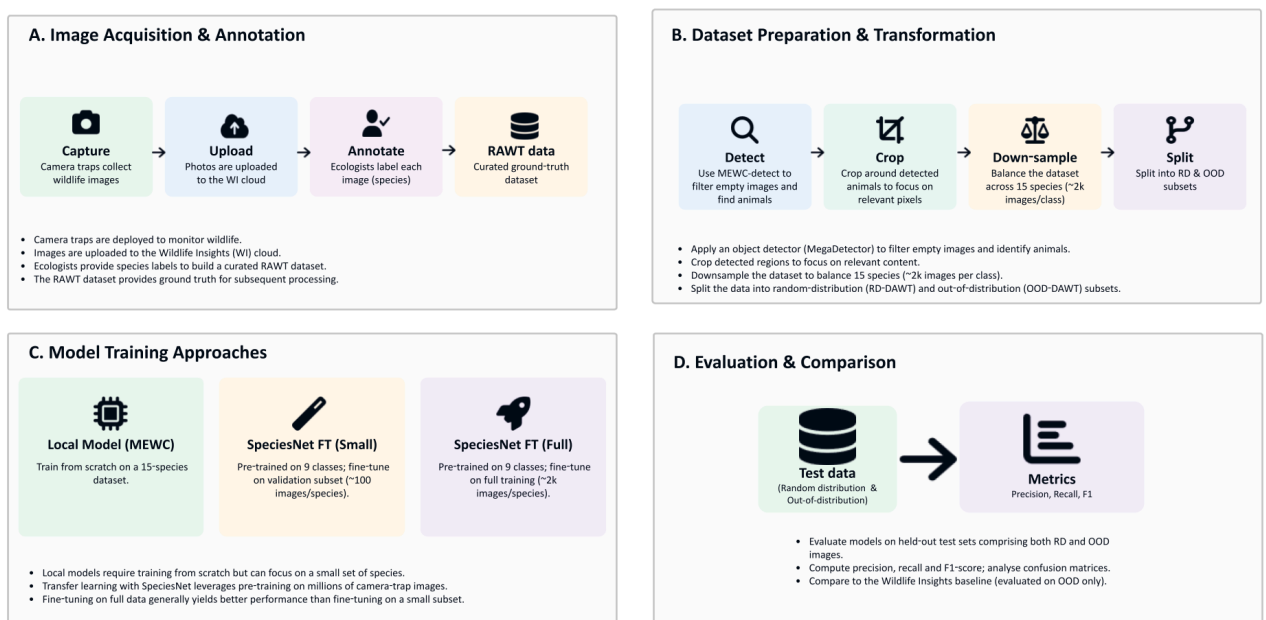 A. Image Acquisition & Annotation
Capture
Camera traps collect
wildlife images
Upload
Photos are uploaded
to the WI cloud
Annotate
Ecologists label each
image (species)
RAWT data
Curated ground-truth
dataset
• Camera traps are deployed to monitor wildlife.
• Images are uploaded to the Wildlife Insights (WI) cloud.
• Ecologists provide species labels to build a curated RAWT dataset.
• The RAWT dataset provides ground truth for subsequent processing.
B. Dataset Preparation & Transformation
Detect
Use MEWC-detect to
filter empty images and
find animals
Crop
Crop around detected
animals to focus on
relevant pixels
Down-sample
Balance the dataset
across 15 species (~2k
images/class)
Split
Split into RD & OOD
subsets
• Apply an object detector (MegaDetector) to filter empty images and identify animals.
• Crop detected regions to focus on relevant content.
• Downsample the dataset to balance 15 species (~2k images per class).
• Split the data into random-distribution (RD-DAWT) and out-of-distribution (OOD-DAWT) subsets.
C. Model Training Approaches
Local Model (MEWC)
Train from scratch on a 15-species
dataset.
SpeciesNet FT (Small)
Pre-trained on 9 classes; fine-tune
on validation subset (~100
images/species).
SpeciesNet FT (Full)
Pre-trained on 9 classes; fine-tune
on full training (~2k
images/species).
• Local models require training from scratch but can focus on a small set of species.
• Transfer learning with SpeciesNet leverages pre-training on millions of camera-trap images.
• Fine-tuning on full data generally yields better performance than fine-tuning on a small subset.
D. Evaluation & Comparison
Test data
(Random distribution &
Out-of-distribution)
Metrics
Precision, Recall, F1
• Evaluate models on held-out test sets comprising both RD and OOD
images.
• Compute precision, recall and F1-score; analyse confusion matrices.
• Compare to the Wildlife Insights baseline (evaluated on OOD only).